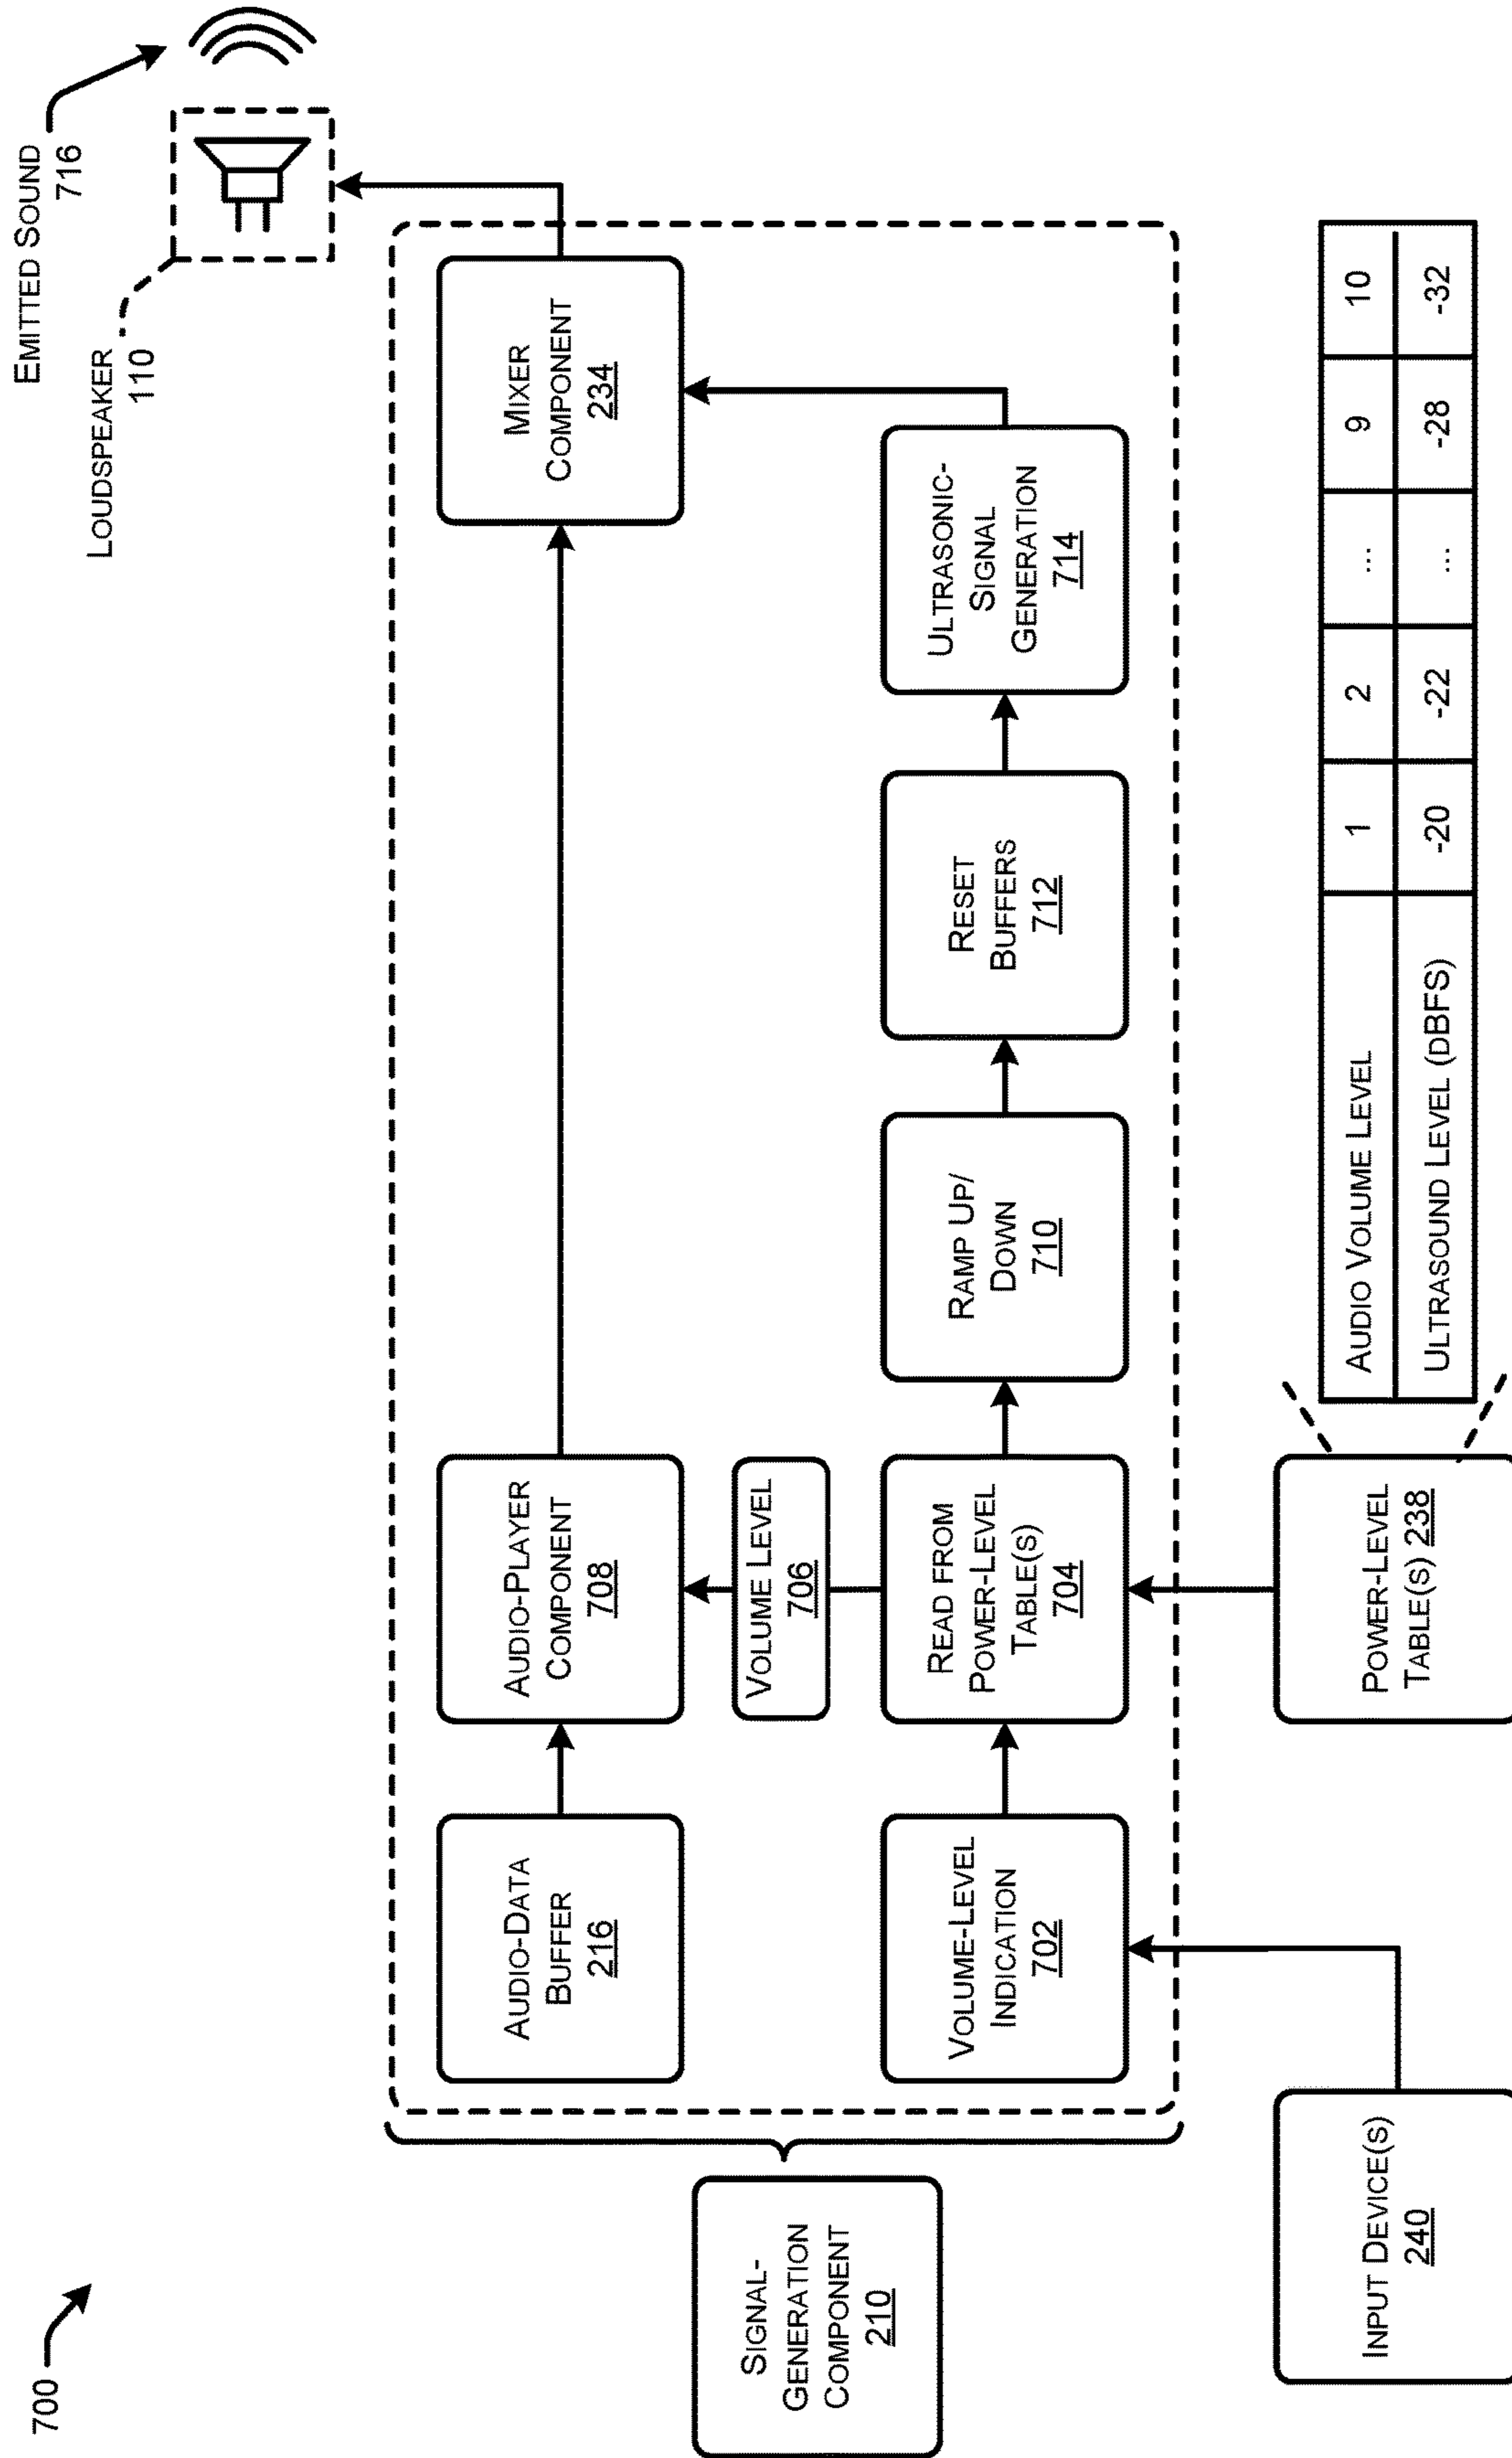 700
EMITTED SOUND
716
LOUDSPEAKER
110
SIGNAL-
GENERATION
COMPONENT
210
AUDIO-DATA
BUFFER
216
AUDIO-PLAYER
COMPONENT
708
MIXER
COMPONENT
234
VOLUME LEVEL
706
VOLUME-LEVEL
INDICATION
702
READ FROM
POWER-LEVEL
TABLE(S)
704
RAMP UP/
DOWN
710
RESET
BUFFERS
712
ULTRASONIC-
SIGNAL
GENERATION
714
INPUT DEVICE(S)
240
POWER-LEVEL
TABLE(S) 238
AUDIO VOLUME LEVEL 1 2 ... 9 10
ULTRASOUND LEVEL (DBFS) -20 -22 ... -28 -32